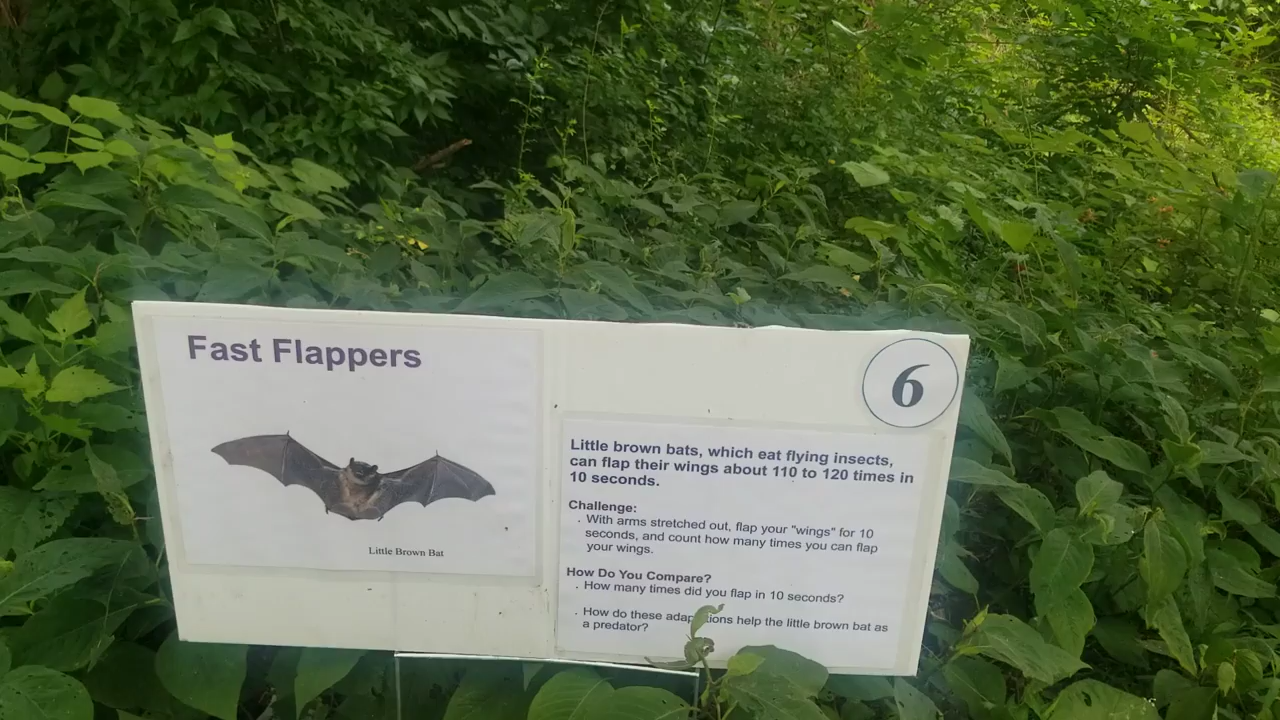 Fast Flappers
Little Brown Bat
6
Little brown bats, which eat flying insects,
can flap their wings about 110 to 120 times in
10 seconds.
Challenge:
. With arms stretched out, flap your "wings" for 10
seconds, and count how many times you can flap
your wings.
How Do You Compare?
. How many times did you flap in 10 seconds?
. How do these help the little brown bat as
a predator?